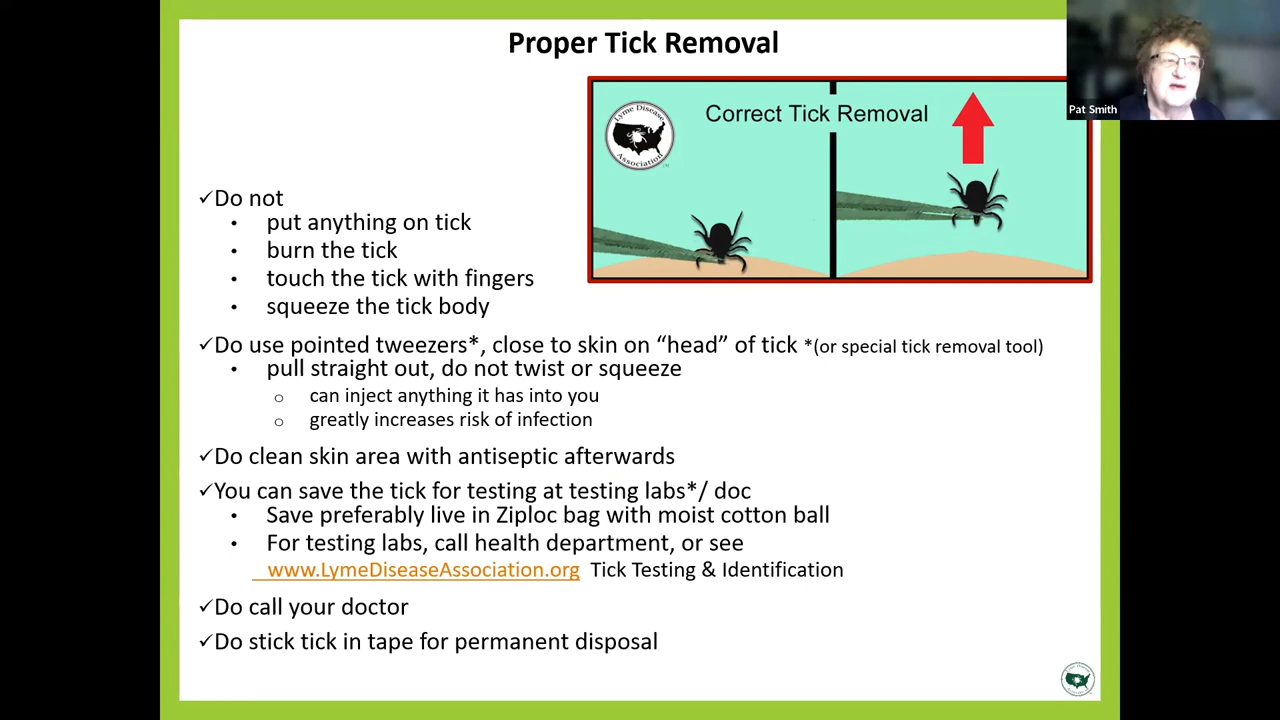 Proper Tick Removal
Pat Smith
Correct Tick Removal
Lyme Disease
Association
✓Do not
• put anything on tick
• burn the tick
• touch the tick with fingers
• squeeze the tick body
✓Do use pointed tweezers*, close to skin on “head” of tick *(or special tick removal tool)
• pull straight out, do not twist or squeeze
o can inject anything it has into you
o greatly increases risk of infection
✓Do clean skin area with antiseptic afterwards
✓You can save the tick for testing at testing labs*/ doc
• Save preferably live in Ziploc bag with moist cotton ball
• For testing labs, call health department, or see
www.LymeDiseaseAssociation.org Tick Testing & Identification
✓Do call your doctor
✓Do stick tick in tape for permanent disposal